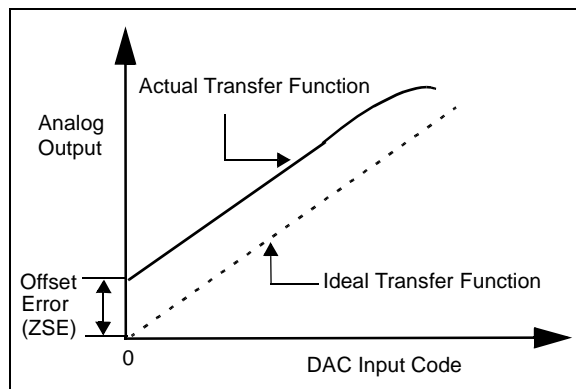 Actual Transfer Function
Analog
Output
Offset
Error
(ZSE)
Ideal Transfer Function
0
DAC Input Code